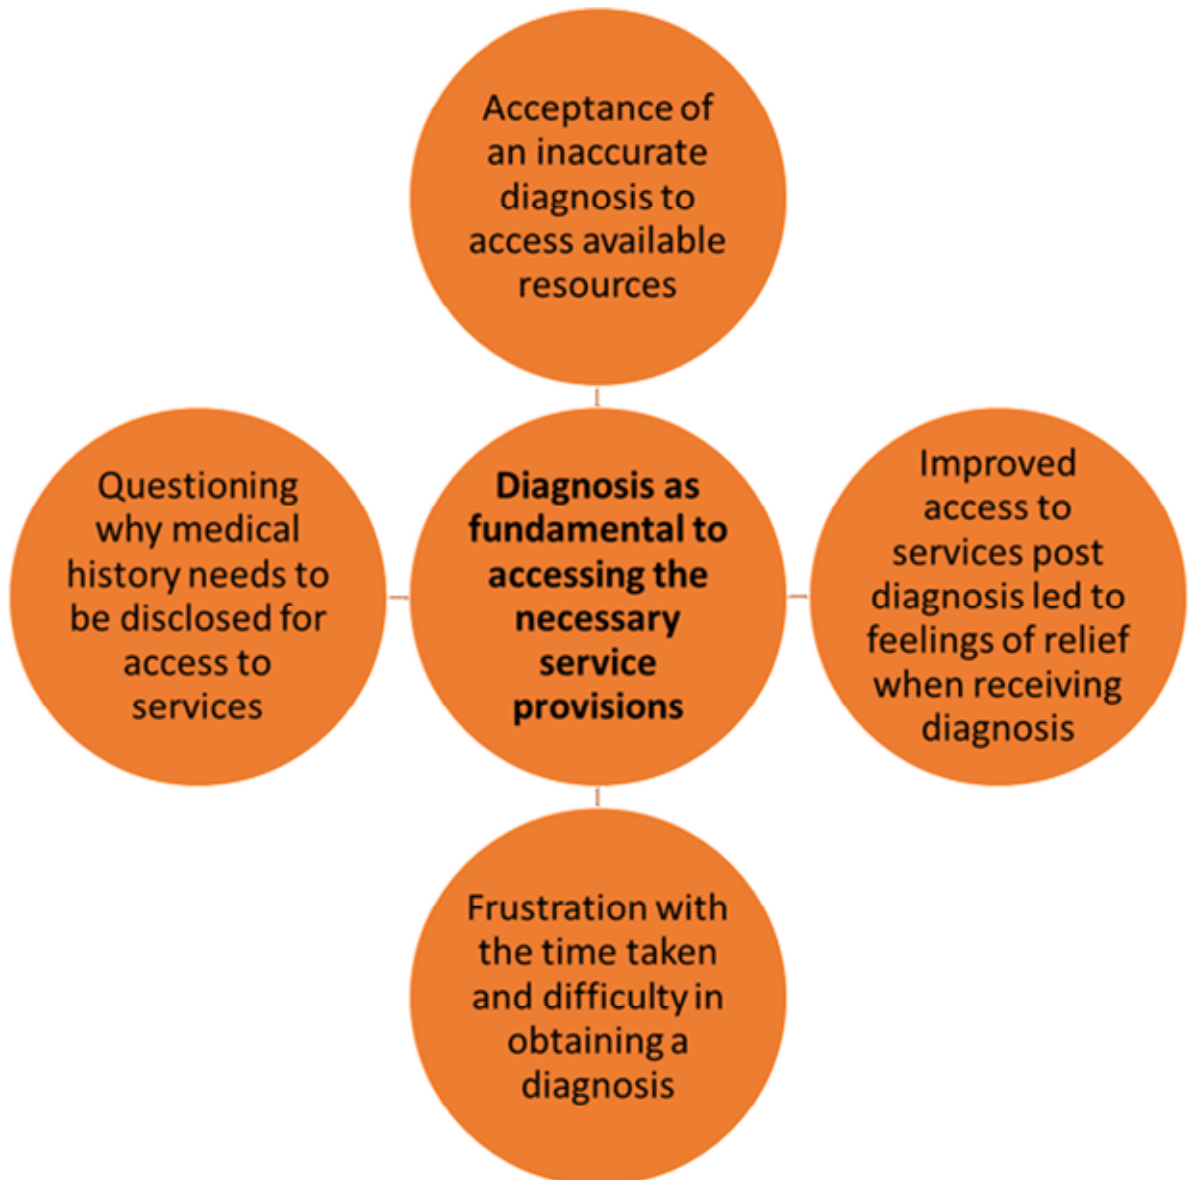 Acceptance of
an inaccurate
diagnosis to
access available
resources
Questioning
why medical
history needs to
be disclosed for
access to
services
Diagnosis as
fundamental to
accessing the
necessary
service
provisions
Improved
access to
services post
diagnosis led to
feelings of relief
when receiving
diagnosis
Frustration with
the time taken
and difficulty in
obtaining a
diagnosis